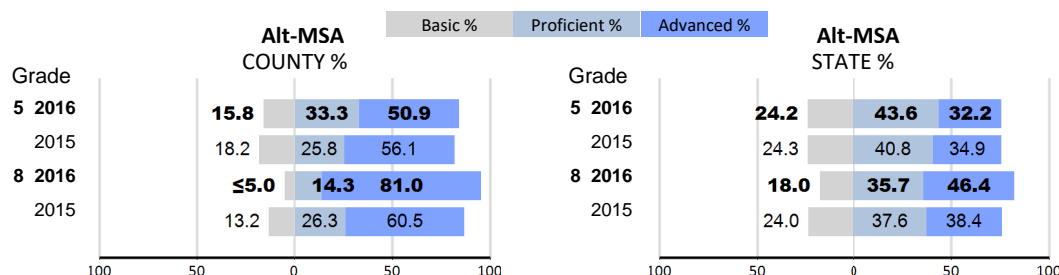 Basic % Proficient % Advanced %
Alt-MSA
COUNTY %
Grade
5 2016 15.8 33.3 50.9
2015 18.2 25.8 56.1
8 2016 ≤5.0 14.3 81.0
2015 13.2 26.3 60.5
100 50 0 50 100
Alt-MSA
STATE %
Grade
5 2016 24.2 43.6 32.2
2015 24.3 40.8 34.9
8 2016 18.0 35.7 46.4
2015 24.0 37.6 38.4
100 50 0 50 100